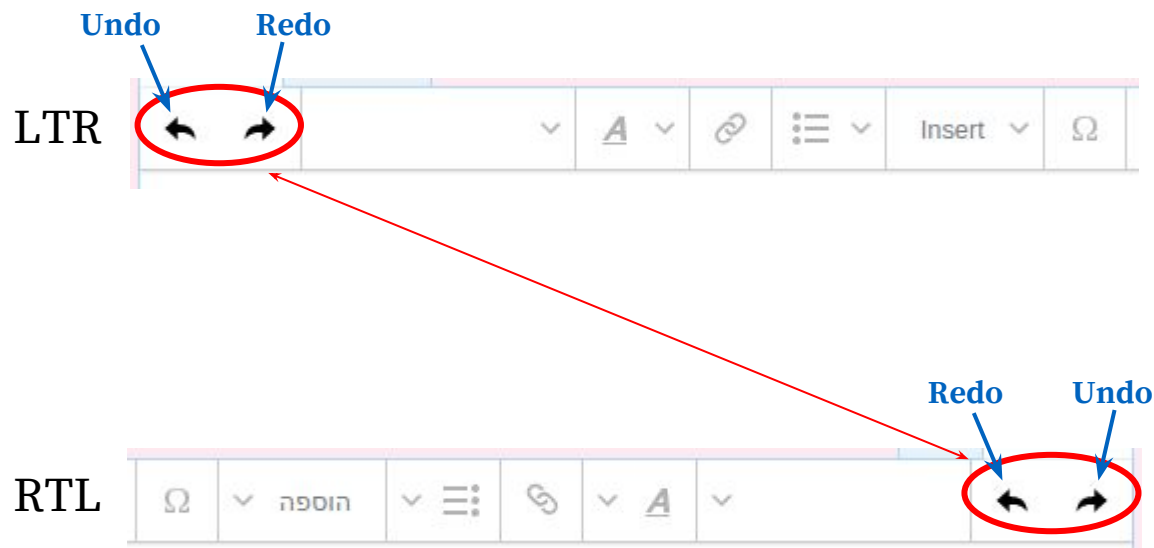 Undo Redo
LTR
A Insert Ω
Redo Undo
RTL
Ω הוספה A